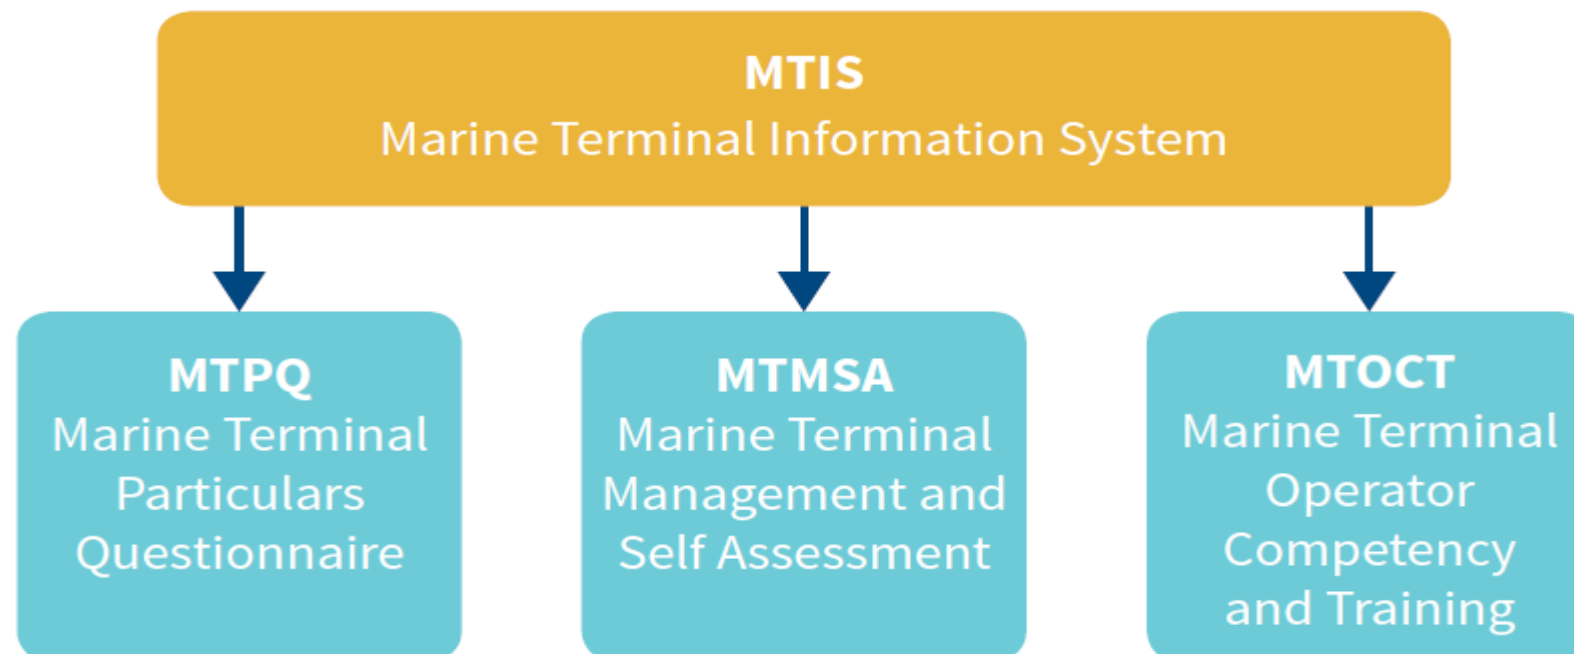 MTIS
Marine Terminal Information System
MTPQ
Marine Terminal
Particulars
Questionnaire
MTMSA
Marine Terminal
Management and
Self Assessment
MTOCT
Marine Terminal
Operator
Competency
and Training